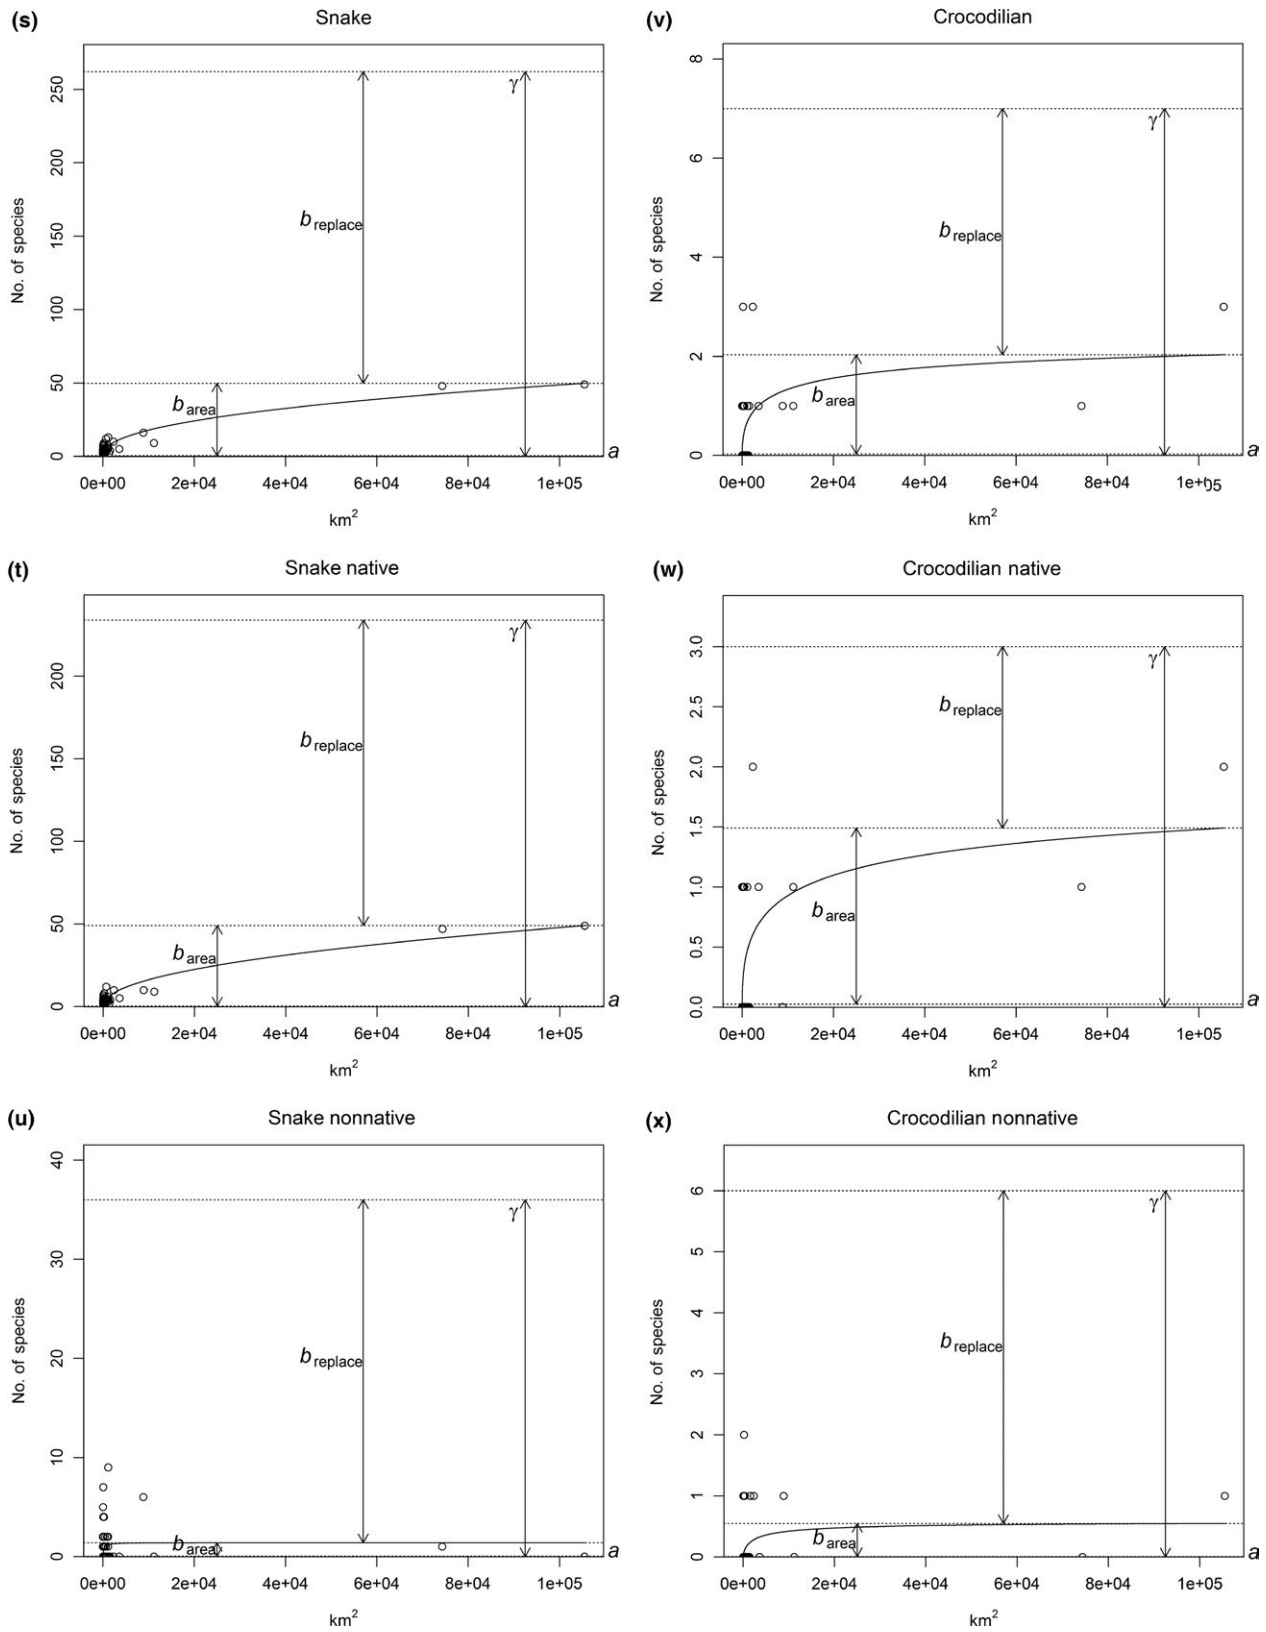 (s)
Snake
No. of species
250
200
150
100
50
0
γ
b replace
b area
a
0e+00 2e+04 4e+04 6e+04 8e+04 1e+05
km²
(v)
Crocodilian
No. of species
8
6
4
2
0
γ
b replace
b area
a
0e+00 2e+04 4e+04 6e+04 8e+04 1e+05
km²
(t)
Snake native
No. of species
200
150
100
50
0
γ
b replace
b area
a
0e+00 2e+04 4e+04 6e+04 8e+04 1e+05
km²
(w)
Crocodilian native
No. of species
3.0
2.5
2.0
1.5
1.0
0.5
0.0
γ
b replace
b area
a
0e+00 2e+04 4e+04 6e+04 8e+04 1e+05
km²
(u)
Snake nonnative
No. of species
40
30
20
10
0
γ
b replace
b area
a
0e+00 2e+04 4e+04 6e+04 8e+04 1e+05
km²
(x)
Crocodilian nonnative
No. of species
6
5
4
3
2
1
0
γ
b replace
b area
a
0e+00 2e+04 4e+04 6e+04 8e+04 1e+05
km²